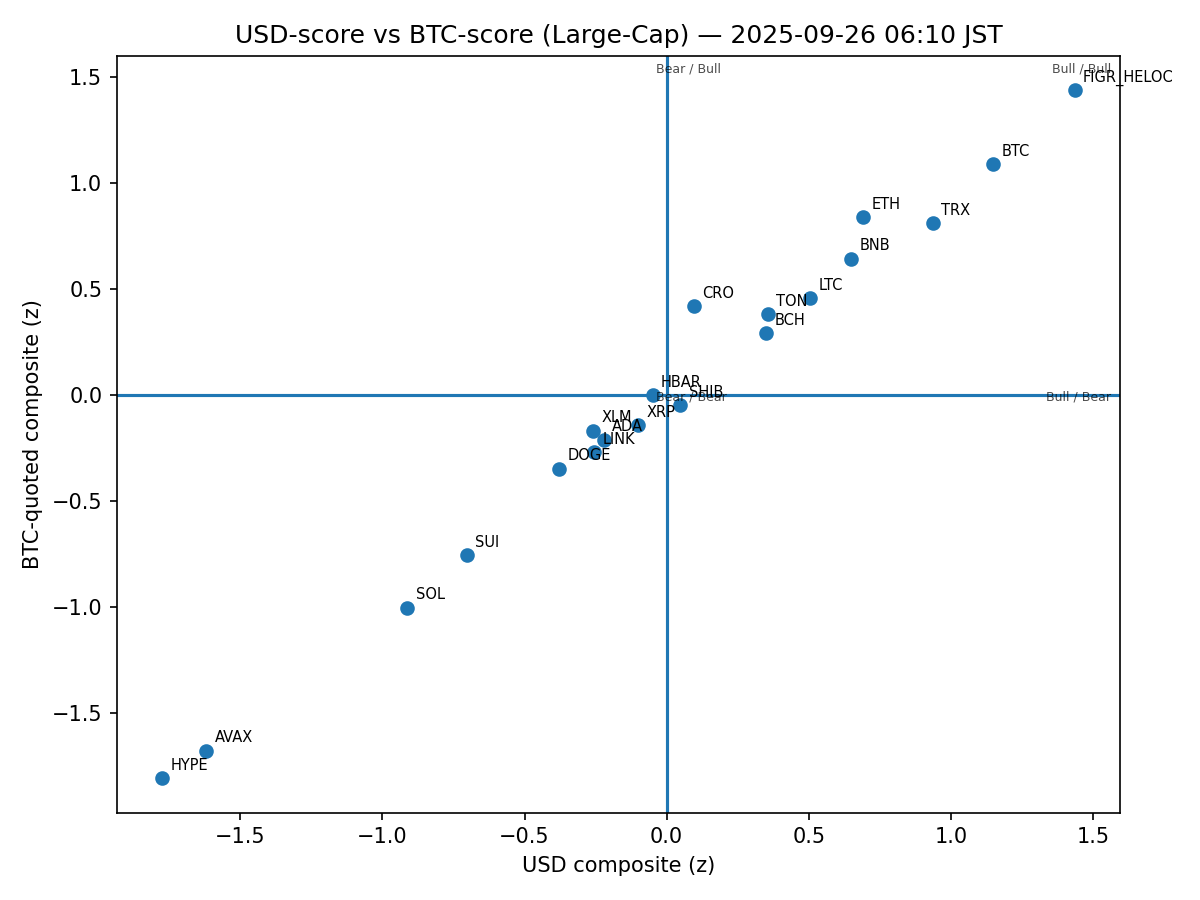 USD-score vs BTC-score (Large-Cap) — 2025-09-26 06:10 JST
Bear / Bull
Bull / Bull
FIGR_HELOC
BTC
ETH
TRX
BNB
CRO
LTC
TON
BCH
HBAR
SHIB
Bear / Bear
Bull / Bear
XRP
XLM
ADA
LINK
DOGE
SUI
SOL
AVAX
HYPE
1.5
1.0
0.5
0.0
−0.5
−1.0
−1.5
BTC-quoted composite (z)
−1.5
−1.0
−0.5
0.0
0.5
1.0
1.5
USD composite (z)